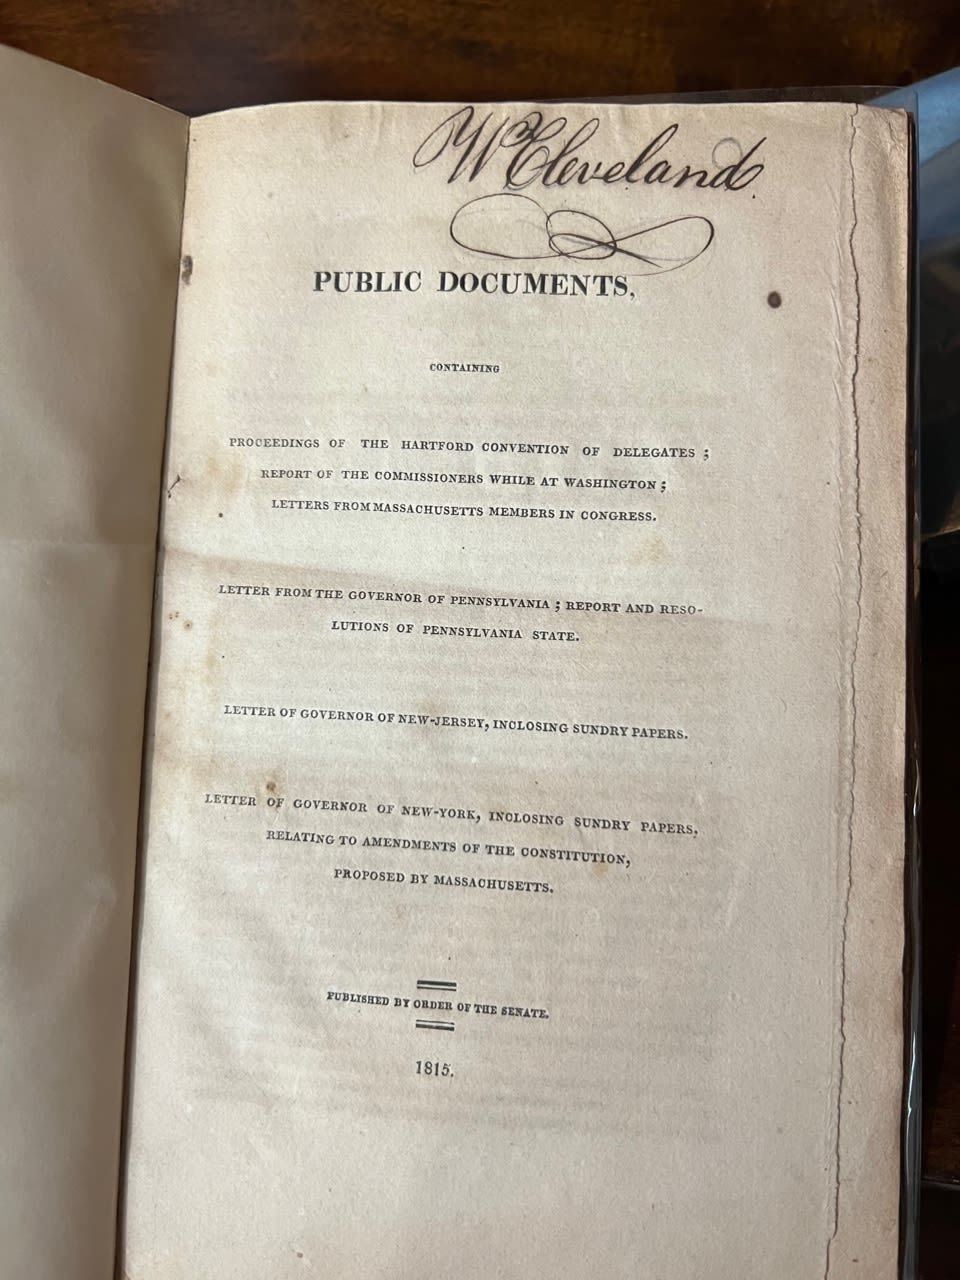 W Cleveland
PUBLIC DOCUMENTS,
CONTAINING
PROCEEDINGS OF THE HARTFORD CONVENTION OF DELEGATES ;
REPORT OF THE COMMISSIONERS WHILE AT WASHINGTON ;
LETTERS FROM MASSACHUSETTS MEMBERS IN CONGRESS.
LETTER FROM THE GOVERNOR OF PENNSYLVANIA ; REPORT AND RESO-
LUTIONS OF PENNSYLVANIA STATE.
LETTER OF GOVERNOR OF NEW-JERSEY, INCLOSING SUNDRY PAPERS.
LETTER OF GOVERNOR OF NEW-YORK, INCLOSING SUNDRY PAPERS,
RELATING TO AMENDMENTS OF THE CONSTITUTION,
PROPOSED BY MASSACHUSETTS.
PUBLISHED BY ORDER OF THE SENATE.
1815.